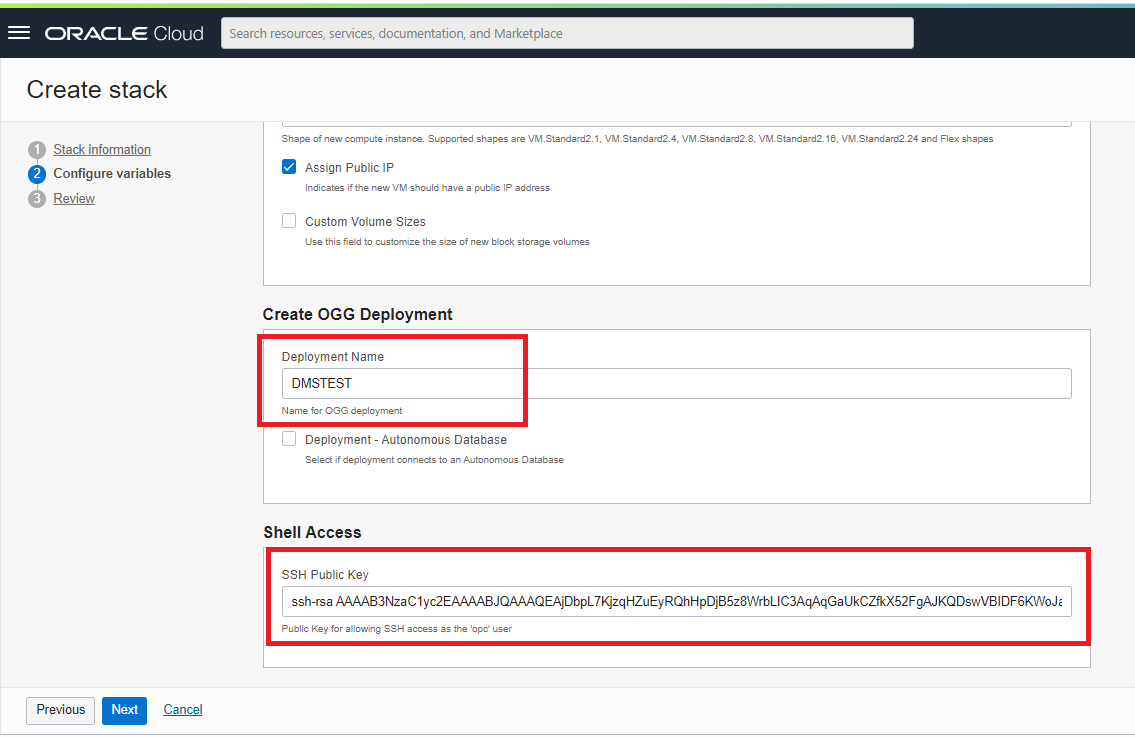 ORACLE Cloud
Search resources, services, documentation, and Marketplace
Create stack
1 Stack information
2 Configure variables
3 Review
Shape of new compute instance. Supported shapes are VM.Standard2.1, VM.Standard2.4, VM.Standard2.8, VM.Standard2.16, VM.Standard2.24 and Flex shapes
Assign Public IP
Indicates if the new VM should have a public IP address
Custom Volume Sizes
Use this field to customize the size of new block storage volumes
Create OGG Deployment
Deployment Name
DMSTEST
Name for OGG deployment
Deployment - Autonomous Database
Select if deployment connects to an Autonomous Database
Shell Access
SSH Public Key
ssh-rsa AAAAB3NzaC1yc2EAAAABJQAAAQEAjDbpL7KjzqHZuEyRQhHpDjB5z8WrbLIC3AqAqGaUkCZfkX52FgAJKQDswVBIDF6KWoJa
Public Key for allowing SSH access as the 'opc' user
Previous
Next
Cancel